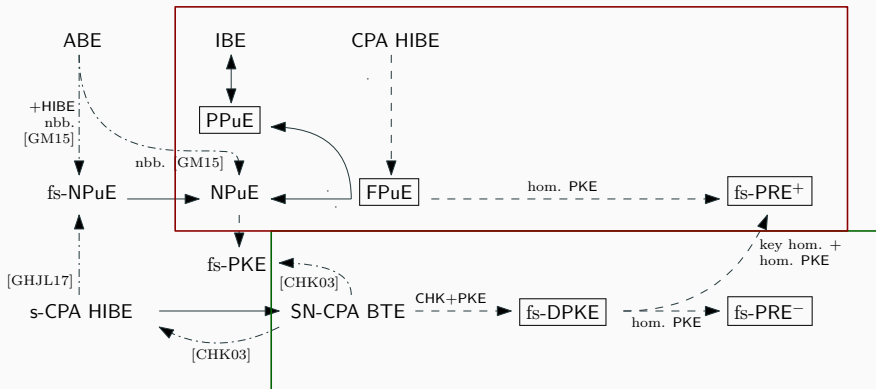 ABE
IBE
CPA HIBE
+HIBE
nbb.
[GM15]
PPuE
nbb. [GM15]
fs-NPuE
NPuE
FPuE
hom. PKE
fs-PRE+
fs-PKE
key hom. +
hom. PKE
[GHJL17]
[CHK03]
s-CPA HIBE
SN-CPA BTE
CHK+PKE
fs-DPKE
hom. PKE
fs-PRE−
[CHK03]